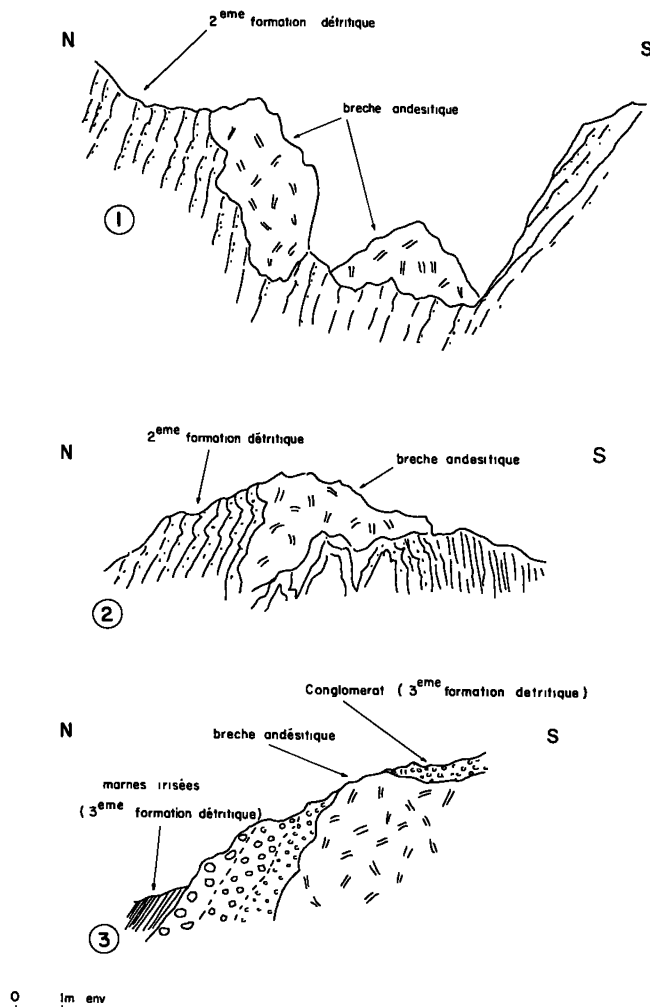 2eme formation détritique
N
S
breche andesitique
1
2eme formation détritique
N
breche andesitique
S
2
Conglomerat ( 3eme formation detritique )
N
breche andésitique
S
marnes irisées
( 3eme formation détritique)
3
0 1m env